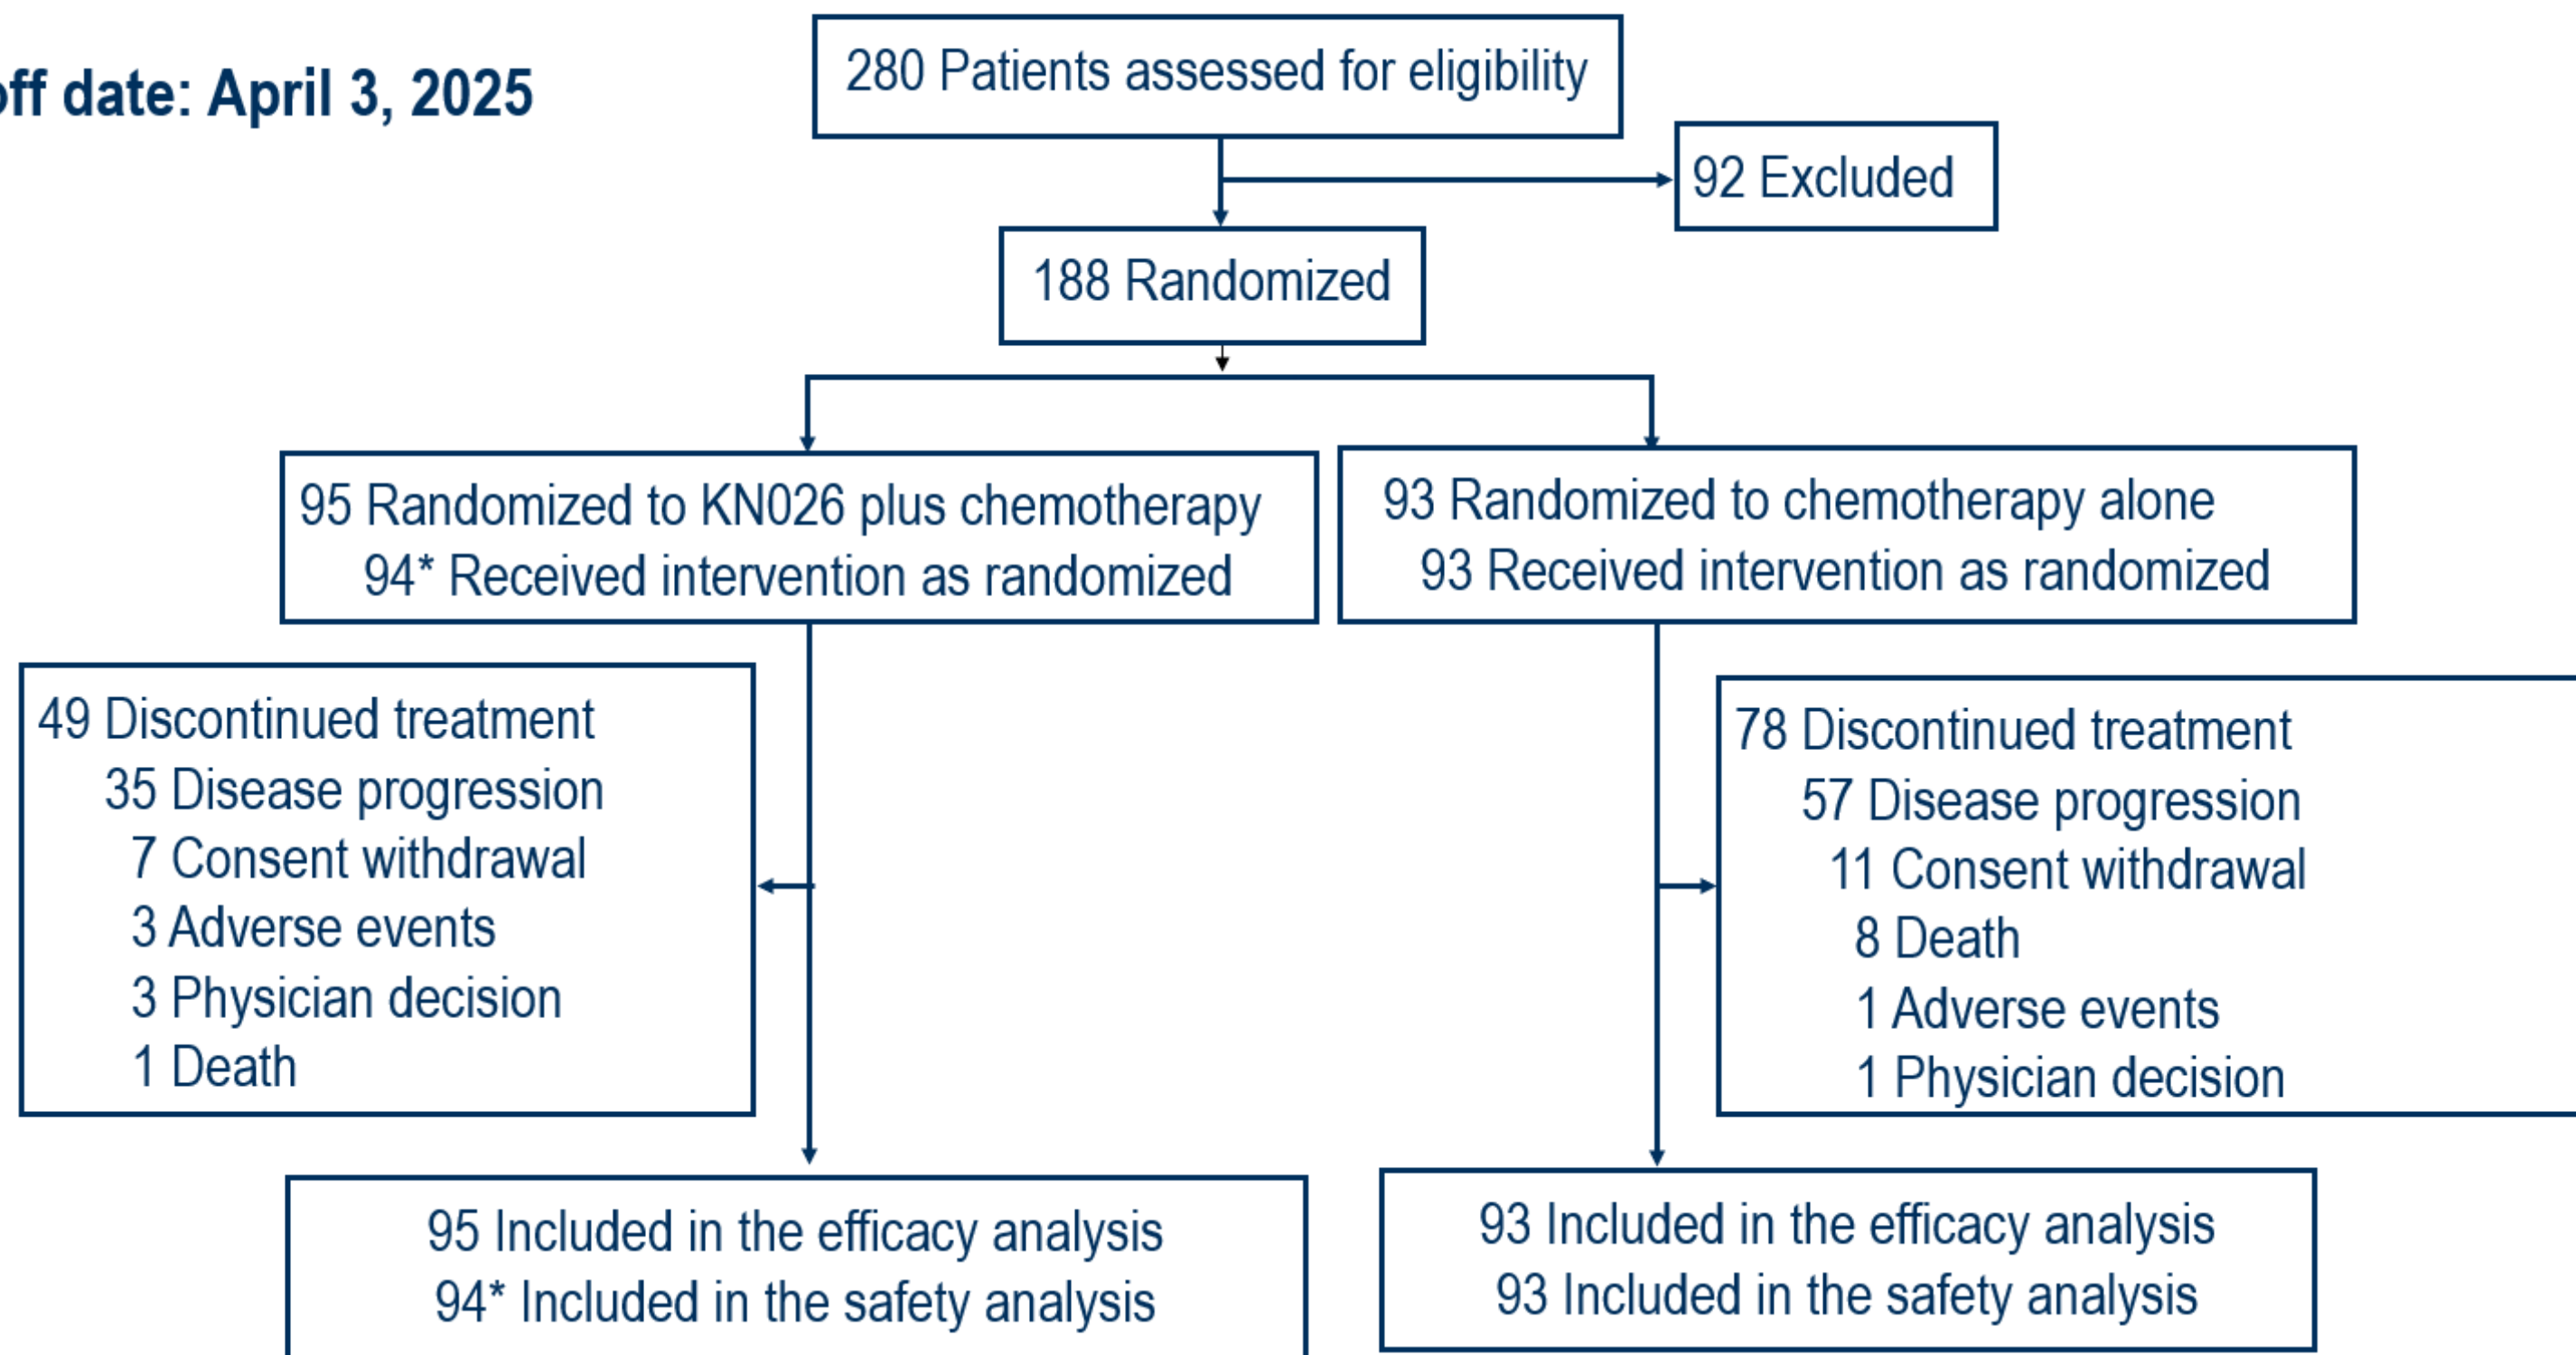 280 Patients assessed for eligibility
off date: April 3, 2025
92 Excluded
188 Randomized
95 Randomized to KN026 plus chemotherapy
94* Received intervention as randomized
93 Randomized to chemotherapy alone
93 Received intervention as randomized
49 Discontinued treatment
35 Disease progression
7 Consent withdrawal
3 Adverse events
3 Physician decision
1 Death
78 Discontinued treatment
57 Disease progression
11 Consent withdrawal
8 Death
1 Adverse events
1 Physician decision
95 Included in the efficacy analysis
94* Included in the safety analysis
93 Included in the efficacy analysis
93 Included in the safety analysis